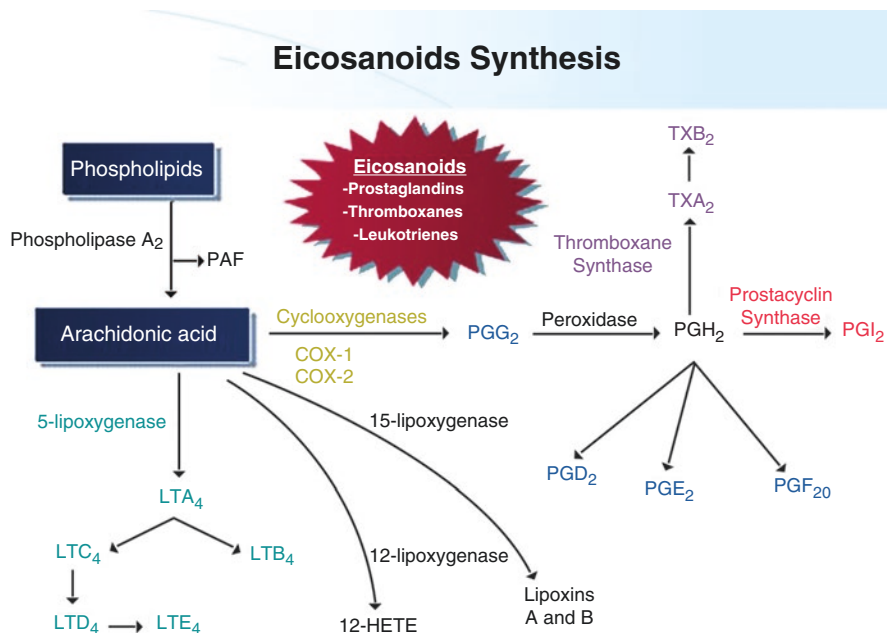 Eicosanoids Synthesis
Phospholipids
Phospholipase A₂
PAF
Arachidonic acid
Eicosanoids
-Prostaglandins
-Thromboxanes
-Leukotrienes
TXB₂
TXA₂
Thromboxane
Synthase
Cyclooxygenases
COX-1
COX-2
PGG₂
Peroxidase
PGH₂
Prostacyclin
Synthase
PGI₂
5-lipoxygenase
15-lipoxygenase
PGD₂
PGE₂
PGF₂₀
LTA₄
LTC₄
LTB₄
12-lipoxygenase
LTD₄
LTE₄
12-HETE
Lipoxins
A and B